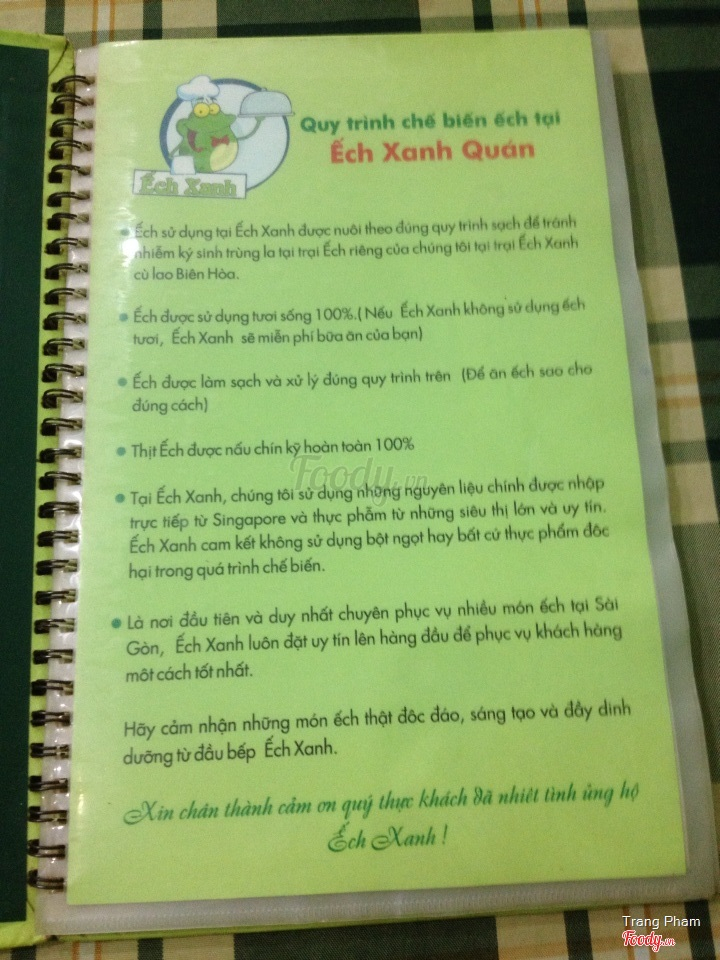 Ếch Xanh
Quy trình chế biến ếch tại
Ếch Xanh Quán
• Ếch sử dụng tại Ếch Xanh được nuôi theo đúng quy trình sạch để tránh
nhiễm ký sinh trùng lạ tại trại Ếch riêng của chúng tôi tại trại Ếch Xanh
cù lao Biên Hòa.
• Ếch được sử dụng tươi sống 100%.( Nếu Ếch Xanh không sử dụng ếch
tươi, Ếch Xanh sẽ miễn phí bữa ăn của bạn)
• Ếch được làm sạch và xử lý đúng quy trình trên (Để ăn ếch sao cho
đúng cách)
• Thịt Ếch được nấu chín kỹ hoàn toàn 100%
• Tại Ếch Xanh, chúng tôi sử dụng những nguyên liệu chính được nhập
trực tiếp từ Singapore và thực phẫm từ những siêu thị lớn và uy tín.
Ếch Xanh cam kết không sử dụng bột ngọt hay bất cứ thực phẩm đôc
hại trong quá trình chế biến.
• Là nơi đầu tiên và duy nhất chuyên phục vụ nhiều món ếch tại Sài
Gòn, Ếch Xanh luôn đặt uy tín lên hàng đầu để phục vụ khách hàng
một cách tốt nhất.
Hãy cảm nhận những món ếch thật đôc đáo, sáng tạo và đầy dinh
dưỡng từ đầu bếp Ếch Xanh.
Xin chân thành cảm ơn quý thực khách đã nhiệt tình ủng hộ
Ếch Xanh !
Foody.vn
Trang Pham
Foody.vn